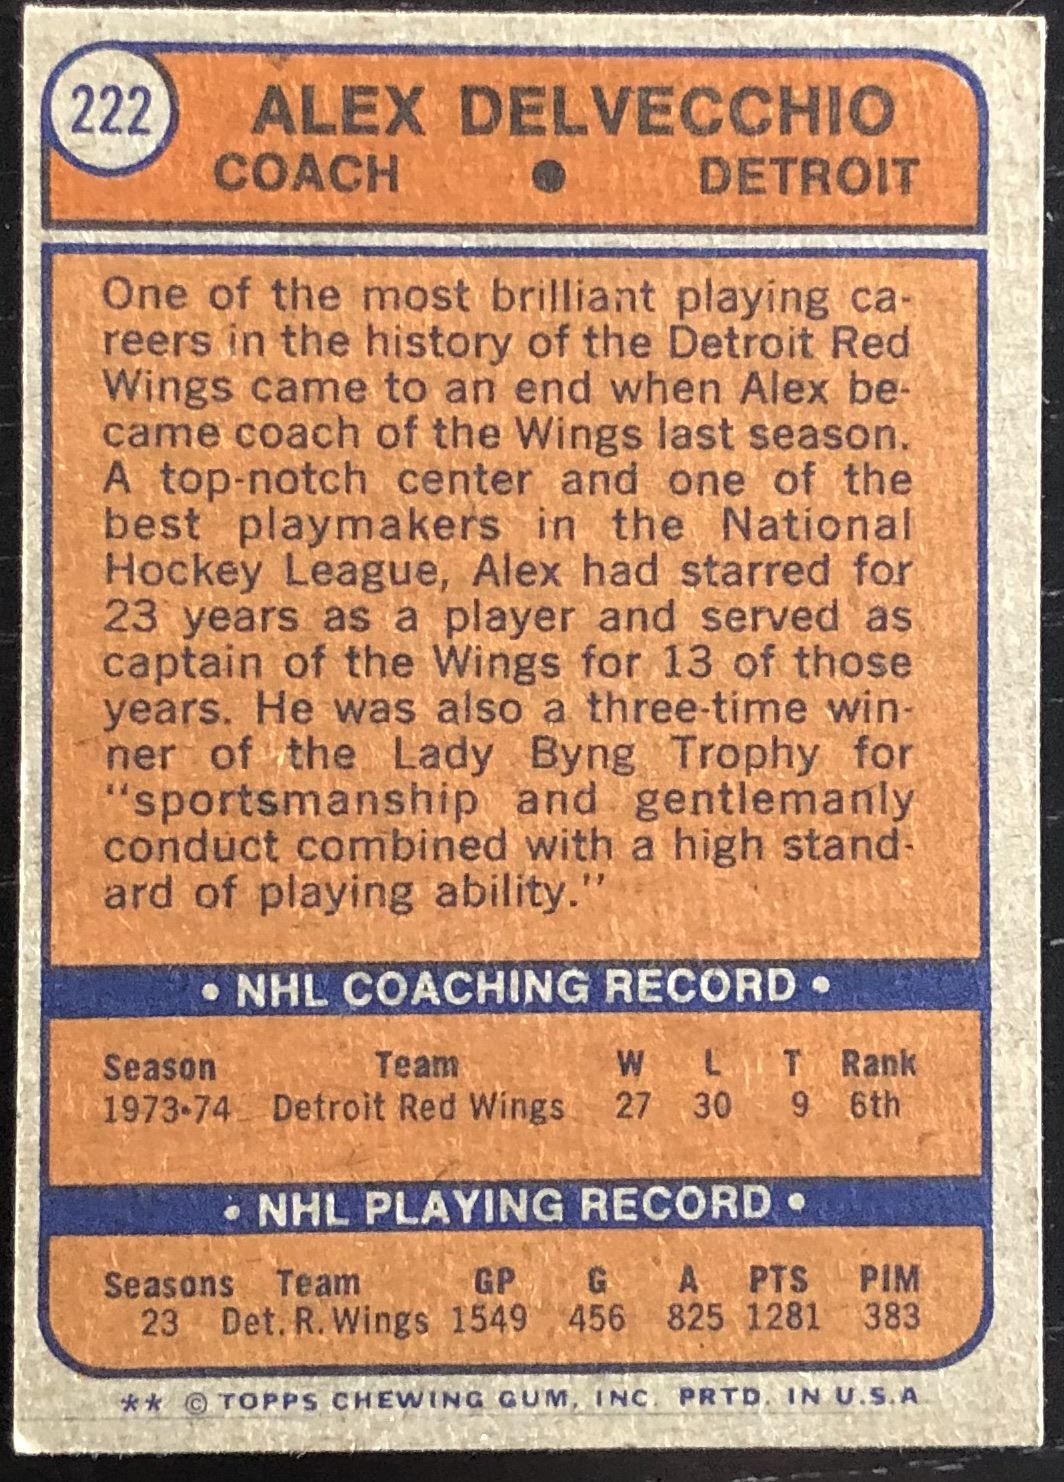 222
ALEX DELVECCHIO
COACH ● DETROIT
One of the most brilliant playing ca-
reers in the history of the Detroit Red
Wings came to an end when Alex be-
came coach of the Wings last season.
A top-notch center and one of the
best playmakers in the National
Hockey League, Alex had starred for
23 years as a player and served as
captain of the Wings for 13 of those
years. He was also a three-time win-
ner of the Lady Byng Trophy for
"sportsmanship and gentlemanly
conduct combined with a high stand-
ard of playing ability."
• NHL COACHING RECORD •
Season Team W L T Rank
1973-74 Detroit Red Wings 27 30 9 6th
• NHL PLAYING RECORD •
Seasons Team GP G A PTS PIM
23 Det. R. Wings 1549 456 825 1281 383
** © TOPPS CHEWING GUM, INC. PRTD. IN U.S.A